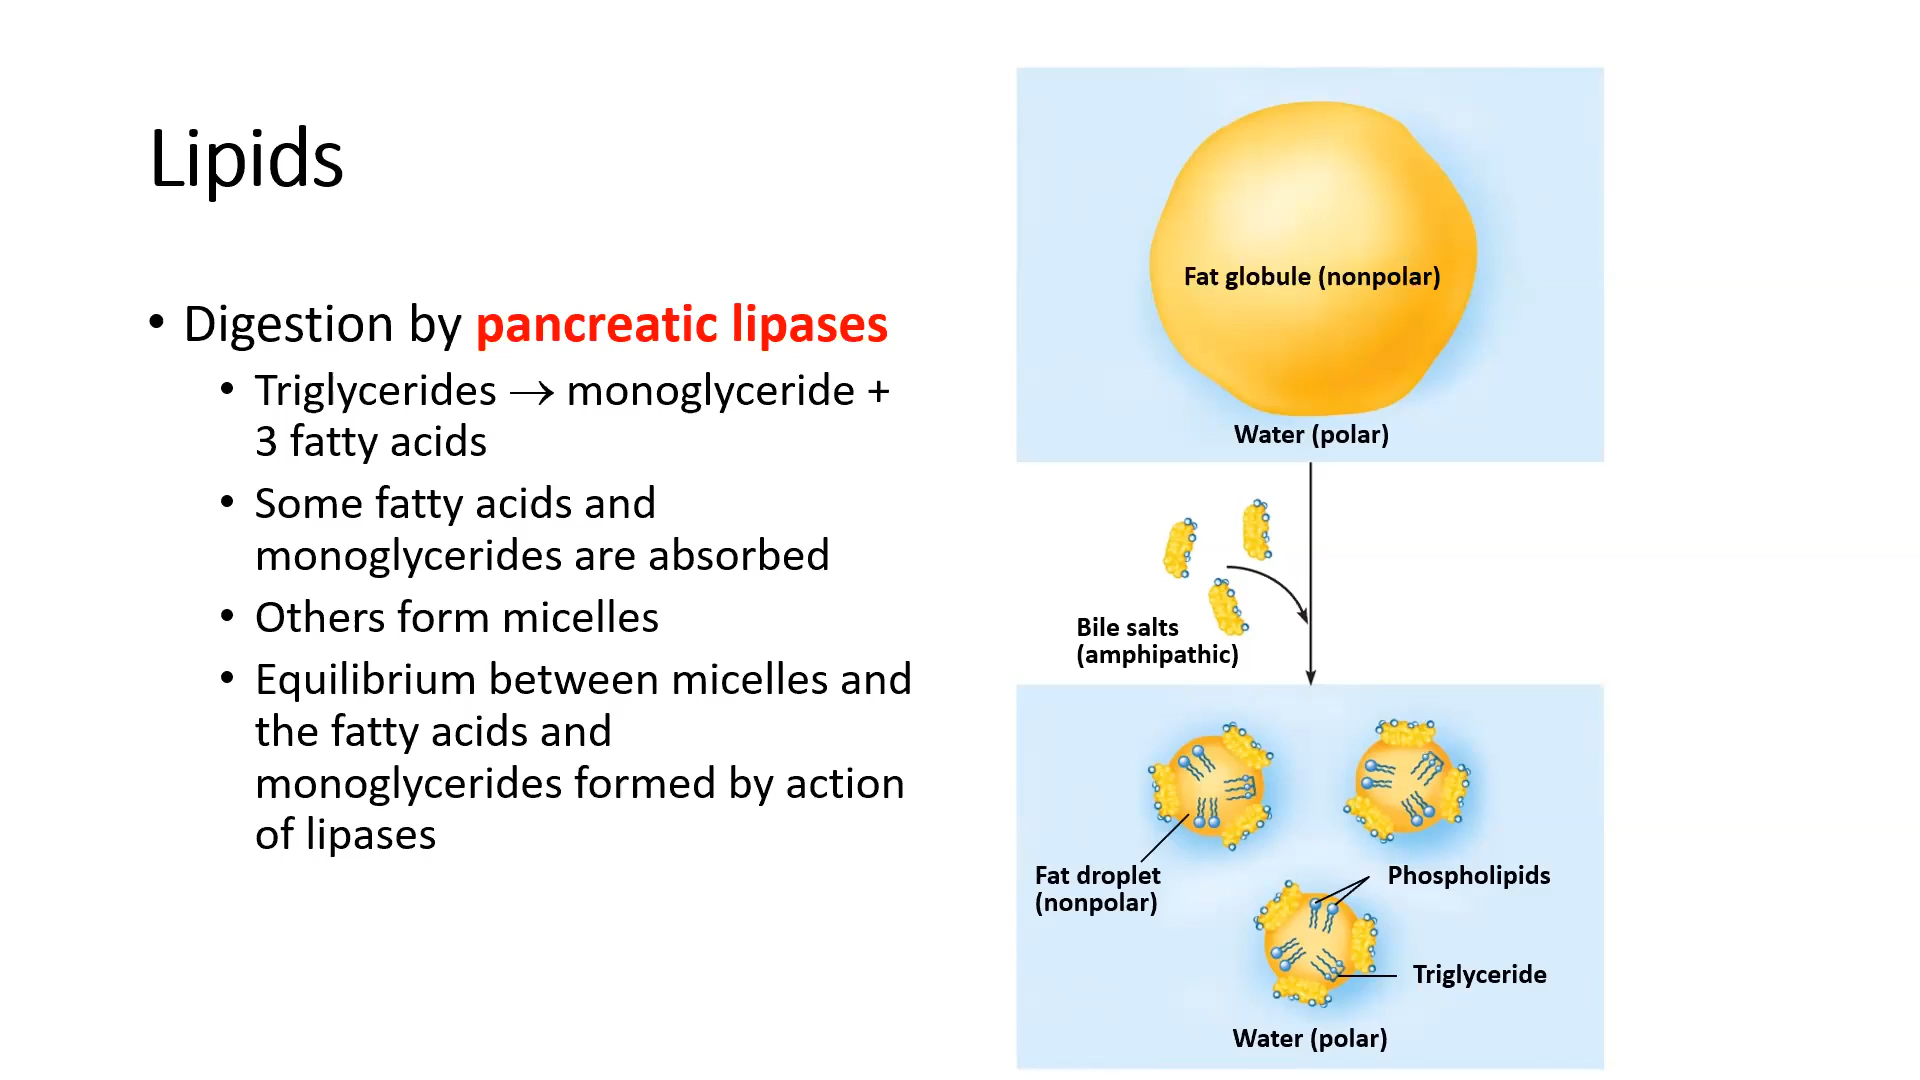 Lipids
• Digestion by pancreatic lipases
• Triglycerides → monoglyceride +
3 fatty acids
• Some fatty acids and
monoglycerides are absorbed
• Others form micelles
• Equilibrium between micelles and
the fatty acids and
monoglycerides formed by action
of lipases
Fat globule (nonpolar)
Water (polar)
Bile salts
(amphipathic)
Fat droplet
(nonpolar)
Phospholipids
Triglyceride
Water (polar)